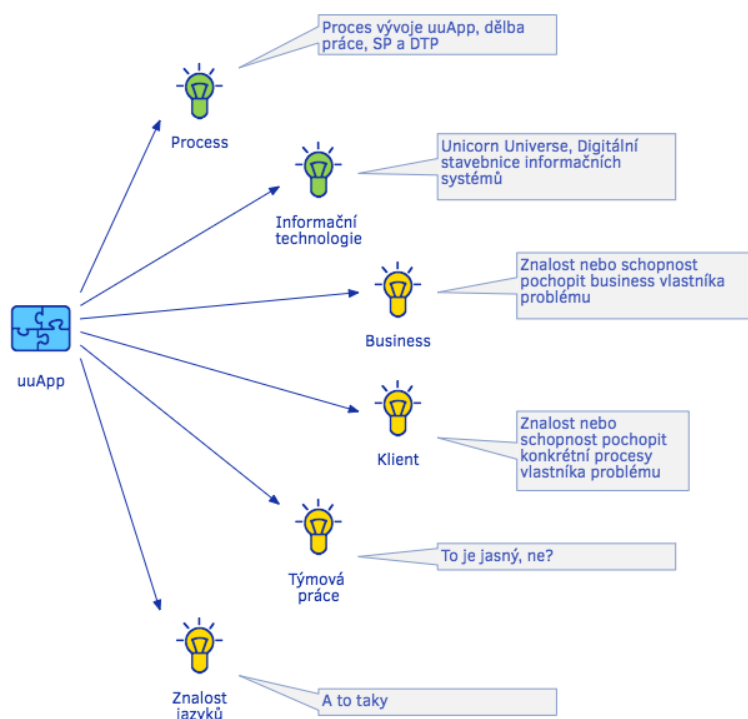 Proces vývoje uuApp, dělba
práce, SP a DTP
Process
Unicorn Universe, Digitální
stavebnice informačních
systémů
Informační
technologie
Znalost nebo schopnost
pochopit business vlastníka
problému
Business
uuApp
Znalost nebo
schopnost pochopit
konkrétní procesy
vlastníka problému
Klient
To je jasný, ne?
Týmová
práce
A to taky
Znalost
jazyků